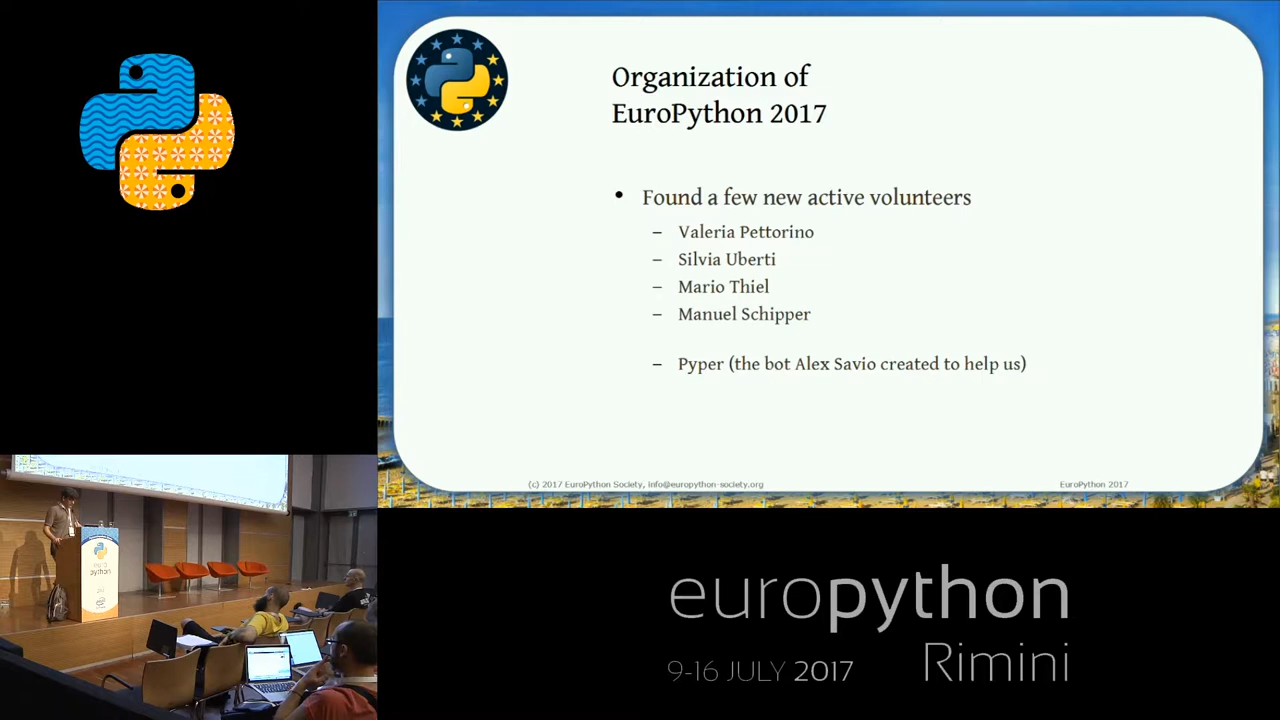 Organization of
EuroPython 2017
• Found a few new active volunteers
– Valeria Pettorino
– Silvia Uberti
– Mario Thiel
– Manuel Schipper
– Pyper (the bot Alex Savio created to help us)
(c) 2017 EuroPython Society, info@europython-society.org
EuroPython 2017
euro
python
europython
Rimini
9-16 JULY 2017